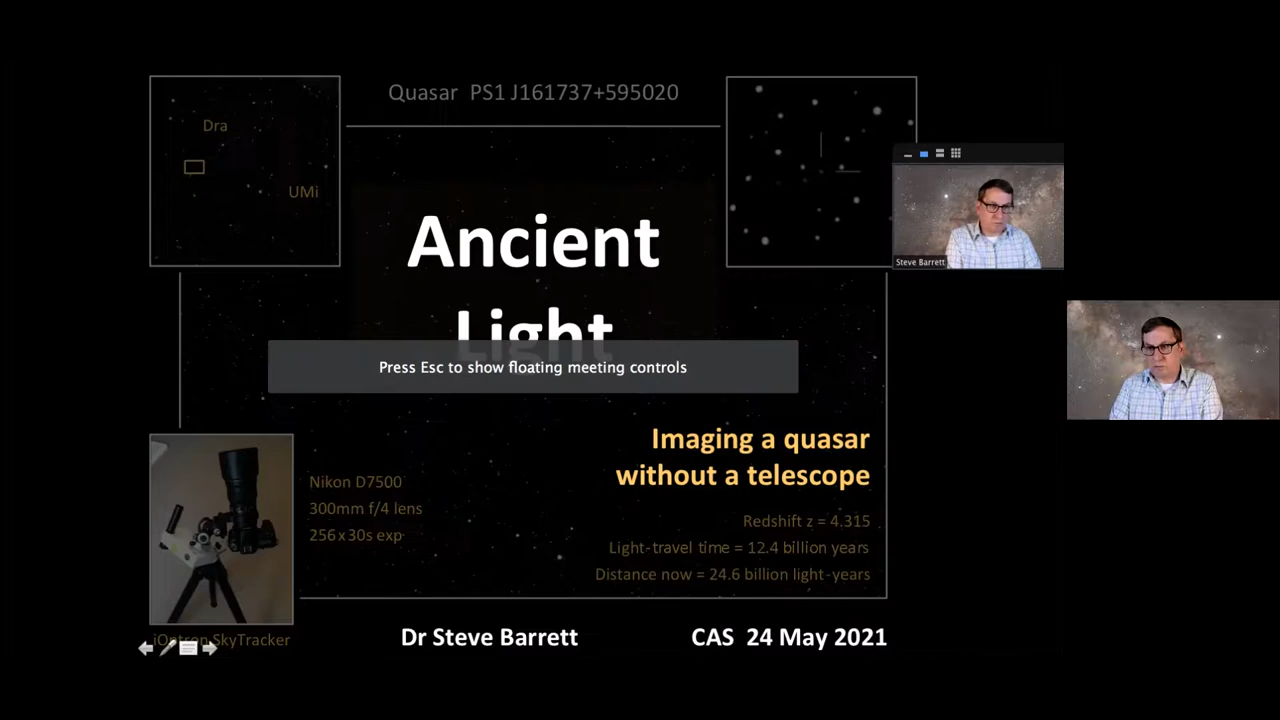 Quasar PS1 J161737+595020
Dra
UMi
Ancient
Light
Steve Barrett
Press Esc to show floating meeting controls
Imaging a quasar
without a telescope
Nikon D7500
300mm f/4 lens
256x30s exp
Redshift z = 4.315
Light-travel time = 12.4 billion years
Distance now = 24.6 billion light-years
iOptron SkyTracker
Dr Steve Barrett
CAS 24 May 2021